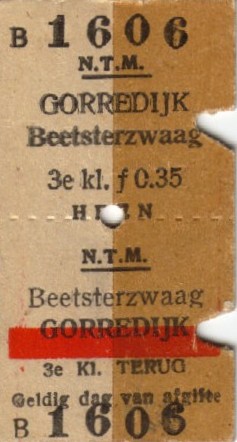 B 1606
N.T.M.
GORREDIJK
Beetsterzwaag
3e kl. f 0.35
HEEN
N.T.M.
Beetsterzwaag
GORREDIJK
3e Kl. TERUG
Geldig dag van afgifte
B 1606